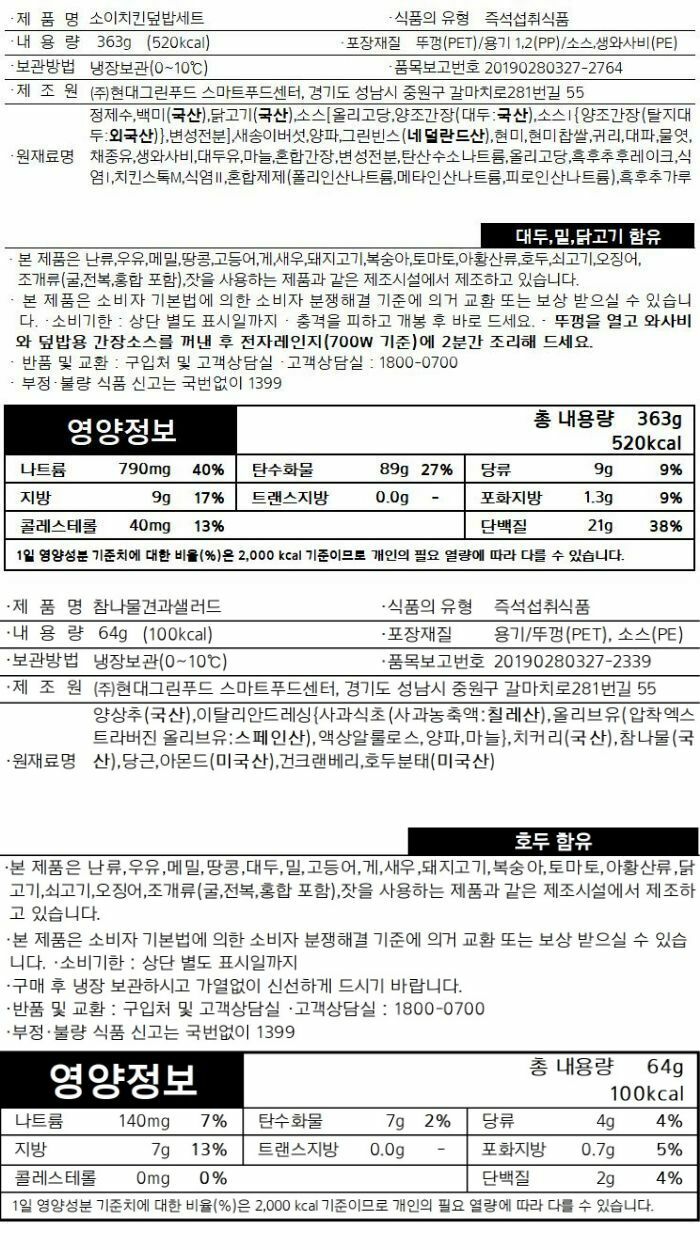 ·제 품 명 소이치킨덮밥세트 ·식품의 유형 즉석섭취식품
·내 용 량 363g (520kcal) ·포장재질 뚜껑(PET)/용기 1,2(PP)/소스,생와사비(PE)
·보관방법 냉장보관(0~10℃) ·품목보고번호 20190280327-2764
·제 조 원 (주)현대그린푸드 스마트푸드센터, 경기도 성남시 중원구 갈마치로281번길 55
정제수,백미(국산),닭고기(국산),소스[올리고당,양조간장(대두:국산),소스I{양조간장(탈지대
두:외국산)},변성전분],새송이버섯,양파,그린빈스(네덜란드산),현미,현미찹쌀,귀리,대파,물엿,
·원재료명 채종유,생와사비,대두유,마늘,혼합간장,변성전분,탄산수소나트륨,올리고당,흑후추후레이크,식
염I,치킨스톡M,식염II,혼합제제(폴리인산나트륨,메타인산나트륨,피로인산나트륨),흑후추가루
대두,밀,닭고기 함유
· 본 제품은 난류,우유,메밀,땅콩,고등어,게,새우,돼지고기,복숭아,토마토,아황산류,호두,쇠고기,오징어,
조개류(굴,전복,홍합 포함),잣을 사용하는 제품과 같은 제조시설에서 제조하고 있습니다.
· 본 제품은 소비자 기본법에 의한 소비자 분쟁해결 기준에 의거 교환 또는 보상 받으실 수 있습니
다. ·소비기한 : 상단 별도 표시일까지 · 충격을 피하고 개봉 후 바로 드세요. · 뚜껑을 열고 와사비
와 덮밥용 간장소스를 꺼낸 후 전자레인지(700W 기준)에 2분간 조리해 드세요.
· 반품 및 교환 : 구입처 및 고객상담실 ·고객상담실 : 1800-0700
· 부정·불량 식품 신고는 국번없이 1399
영양정보 총 내용량 363g
520kcal
나트륨 790mg 40% 탄수화물 89g 27% 당류 9g 9%
지방 9g 17% 트랜스지방 0.0g - 포화지방 1.3g 9%
콜레스테롤 40mg 13% 단백질 21g 38%
1일 영양성분 기준치에 대한 비율(%)은 2,000 kcal 기준이므로 개인의 필요 열량에 따라 다를 수 있습니다.
·제 품 명 참나물견과샐러드 ·식품의 유형 즉석섭취식품
·내 용 량 64g (100kcal) ·포장재질 용기/뚜껑(PET), 소스(PE)
·보관방법 냉장보관(0~10℃) ·품목보고번호 20190280327-2339
·제 조 원 (주)현대그린푸드 스마트푸드센터, 경기도 성남시 중원구 갈마치로281번길 55
양상추(국산),이탈리안드레싱{사과식초(사과농축액:칠레산),올리브유(압착엑스
트라버진 올리브유:스페인산),액상알룰로스,양파,마늘},치커리(국산),참나물(국
·원재료명 산),당근,아몬드(미국산),건크랜베리,호두분태(미국산)
호두 함유
·본 제품은 난류,우유,메밀,땅콩,대두,밀,고등어,게,새우,돼지고기,복숭아,토마토,아황산류,닭
고기,쇠고기,오징어,조개류(굴,전복,홍합 포함),잣을 사용하는 제품과 같은 제조시설에서 제조하
고 있습니다.
·본 제품은 소비자 기본법에 의한 소비자 분쟁해결 기준에 의거 교환 또는 보상 받으실 수 있습
니다. ·소비기한 : 상단 별도 표시일까지
·구매 후 냉장 보관하시고 가열없이 신선하게 드시기 바랍니다.
·반품 및 교환 : 구입처 및 고객상담실 ·고객상담실 : 1800-0700
·부정·불량 식품 신고는 국번없이 1399
영양정보 총 내용량 64g
100kcal
나트륨 140mg 7% 탄수화물 7g 2% 당류 4g 4%
지방 7g 13% 트랜스지방 0.0g - 포화지방 0.7g 5%
콜레스테롤 0mg 0% 단백질 2g 4%
1일 영양성분 기준치에 대한 비율(%)은 2,000 kcal 기준이므로 개인의 필요 열량에 따라 다를 수 있습니다.